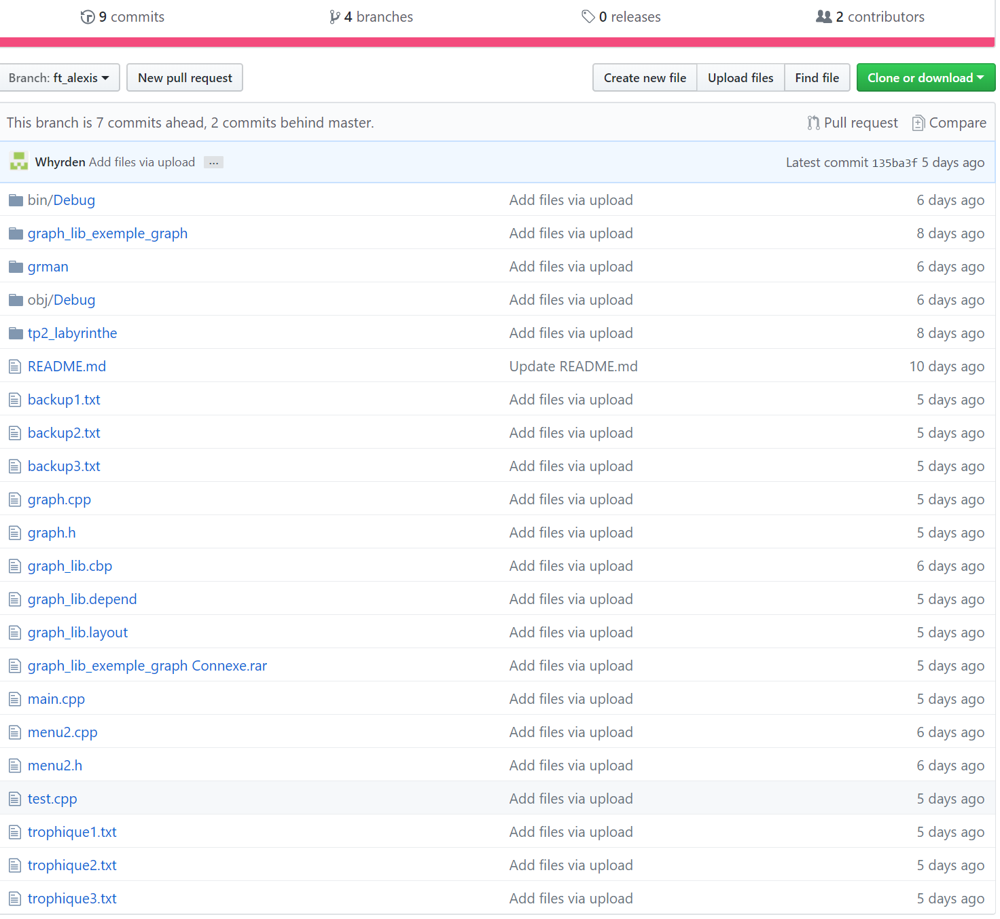 9 commits 4 branches 0 releases 2 contributors
Branch: ft_alexis New pull request Create new file Upload files Find file Clone or download
This branch is 7 commits ahead, 2 commits behind master. Pull request Compare
Whyrden Add files via upload ... Latest commit 135ba3f 5 days ago
bin/Debug Add files via upload 6 days ago
graph_lib_exemple_graph Add files via upload 8 days ago
grman Add files via upload 6 days ago
obj/Debug Add files via upload 6 days ago
tp2_labyrinthe Add files via upload 8 days ago
README.md Update README.md 10 days ago
backup1.txt Add files via upload 5 days ago
backup2.txt Add files via upload 5 days ago
backup3.txt Add files via upload 5 days ago
graph.cpp Add files via upload 5 days ago
graph.h Add files via upload 5 days ago
graph_lib.cbp Add files via upload 6 days ago
graph_lib.depend Add files via upload 5 days ago
graph_lib.layout Add files via upload 5 days ago
graph_lib_exemple_graph Connexe.rar Add files via upload 5 days ago
main.cpp Add files via upload 5 days ago
menu2.cpp Add files via upload 6 days ago
menu2.h Add files via upload 6 days ago
test.cpp Add files via upload 5 days ago
trophique1.txt Add files via upload 5 days ago
trophique2.txt Add files via upload 5 days ago
trophique3.txt Add files via upload 5 days ago